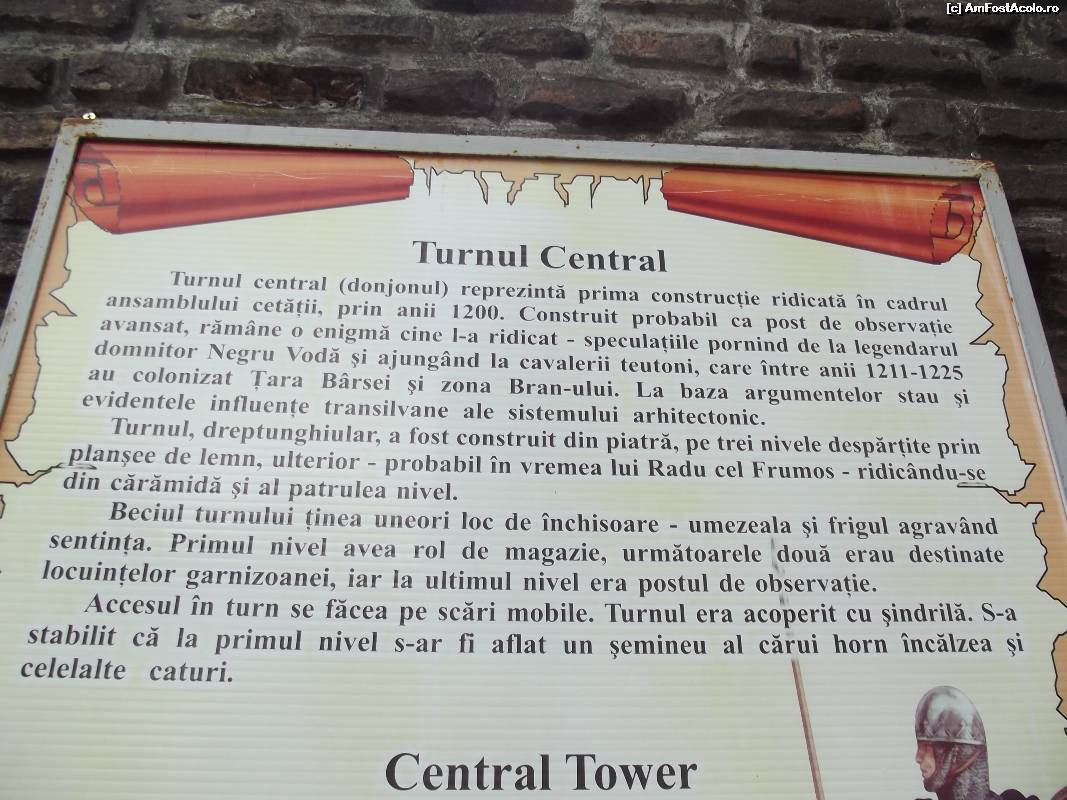 [c] AmFostAcolo.ro
Turnul Central
Turnul central (donjonul) reprezintă prima construcție ridicată în cadrul
ansamblului cetății, prin anii 1200. Construit probabil ca post de observație
avansat, rămâne o enigmă cine l-a ridicat - speculațiile pornind de la legendarul
domnitor Negru Vodă și ajungând la cavalerii teutoni, care între anii 1211-1225
au colonizat Țara Bârsei și zona Bran-ului. La baza argumentelor stau și
evidentele influențe transilvane ale sistemului arhitectonic.
Turnul, dreptunghiular, a fost construit din piatră, pe trei nivele despărțite prin
planșee de lemn, ulterior - probabil în vremea lui Radu cel Frumos - ridicându-se
din cărămidă și al patrulea nivel.
Beciul turnului ținea uneori loc de închisoare - umezeala și frigul agravând
sentința. Primul nivel avea rol de magazie, următoarele două erau destinate
locuințelor garnizoanei, iar la ultimul nivel era postul de observație.
Accesul în turn se făcea pe scări mobile. Turnul era acoperit cu șindrilă. S-a
stabilit că la primul nivel s-ar fi aflat un șemineu al cărui horn încălzea și
celelalte caturi.
Central Tower